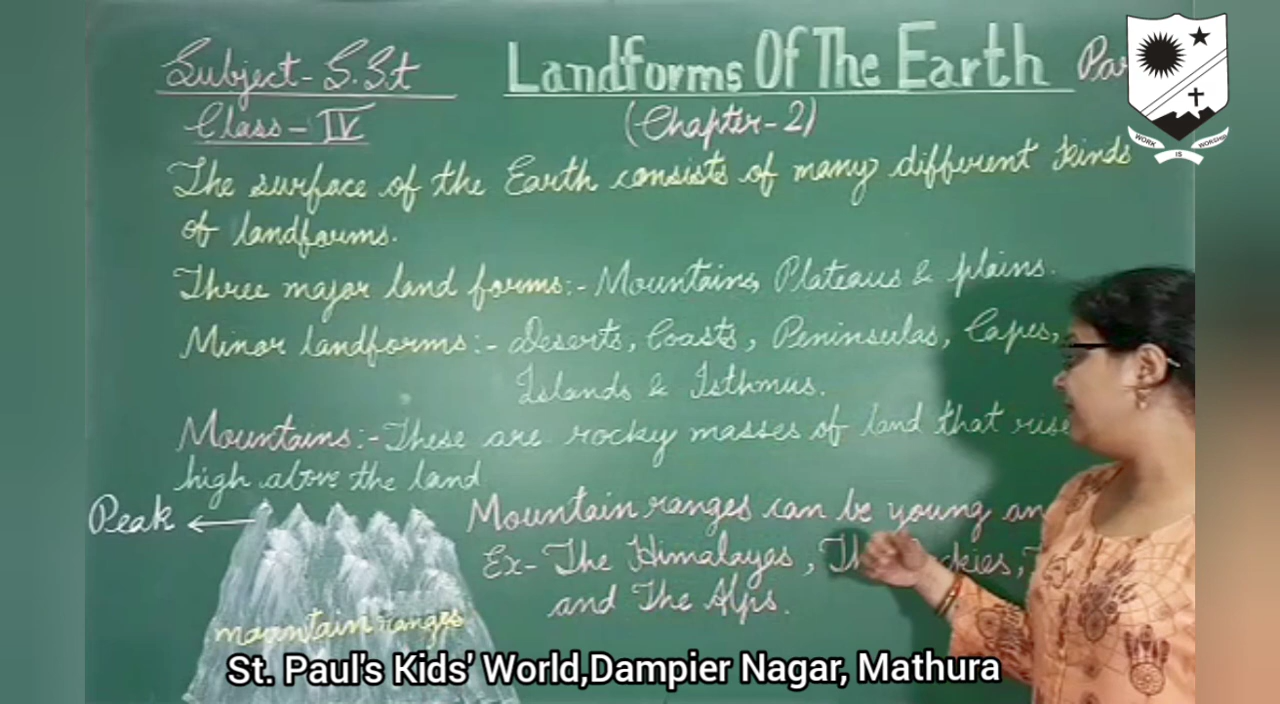 Subject- S.St
Landforms Of The Earth
Class- IV
(Chapter-2)
The surface of the Earth consists of many different kinds
of landforms.
Three major land forms:- Mountains, Plateaus & plains.
Minor landforms:- Deserts, Coasts, Peninsulas, Capes,
Islands & Isthmus.
Mountains:- These are rocky masses of land that rise
high above the land
Peak
Mountain ranges can be young
Ex- The Himalayas,
and The Alps.
mountain ranges
WORK IS WORSHIP
St. Paul's Kids' World,Dampier Nagar, Mathura